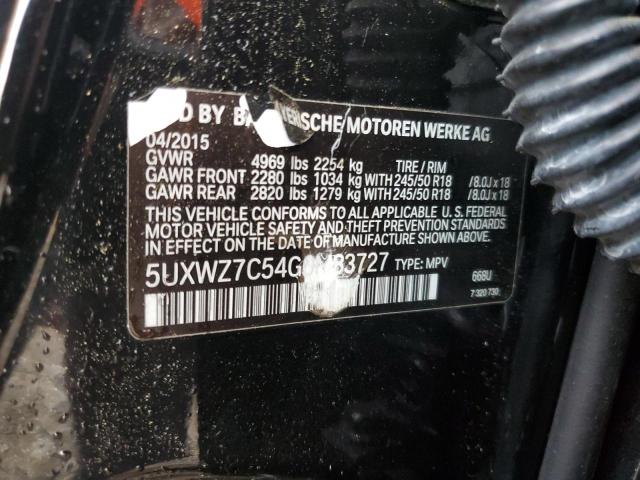 BY
MOTOREN WERKE AG
04/2015
GVWR 4969 lbs 2254 kg TIRE / RIM
GAWR FRONT 2280 lbs 1034 kg WITH 245/50 R18 /8.0J x 18
GAWR REAR 2820 lbs 1279 kg WITH 245/50 R18 /8.0J x 18
THIS VEHICLE CONFORMS TO ALL APPLICABLE U. S. FEDERAL
MOTOR VEHICLE SAFETY, BUMPER AND THEFT PREVENTION STANDARDS
IN EFFECT ON THE DATE OF MANUFACTURE SHOWN ABOVE.
TYPE: MPV 668U
7 320 730